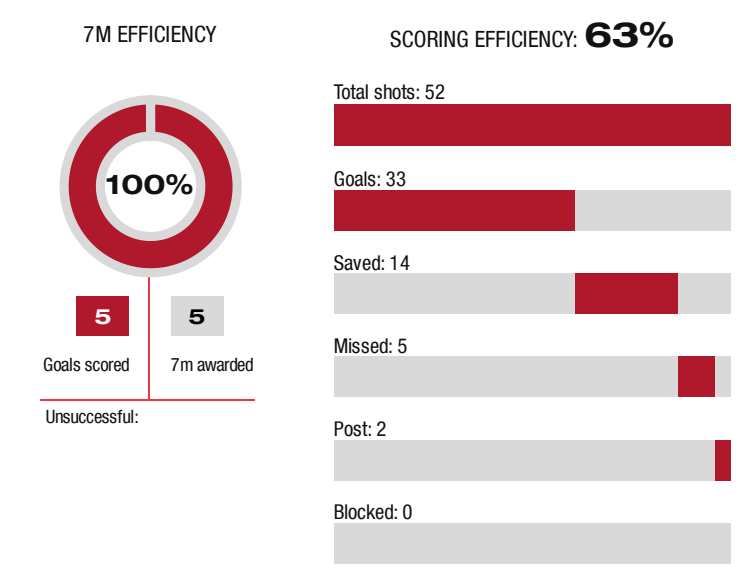 7M EFFICIENCY
100%
5 5
Goals scored 7m awarded
Unsuccessful:
SCORING EFFICIENCY: 63%
Total shots: 52
Goals: 33
Saved: 14
Missed: 5
Post: 2
Blocked: 0